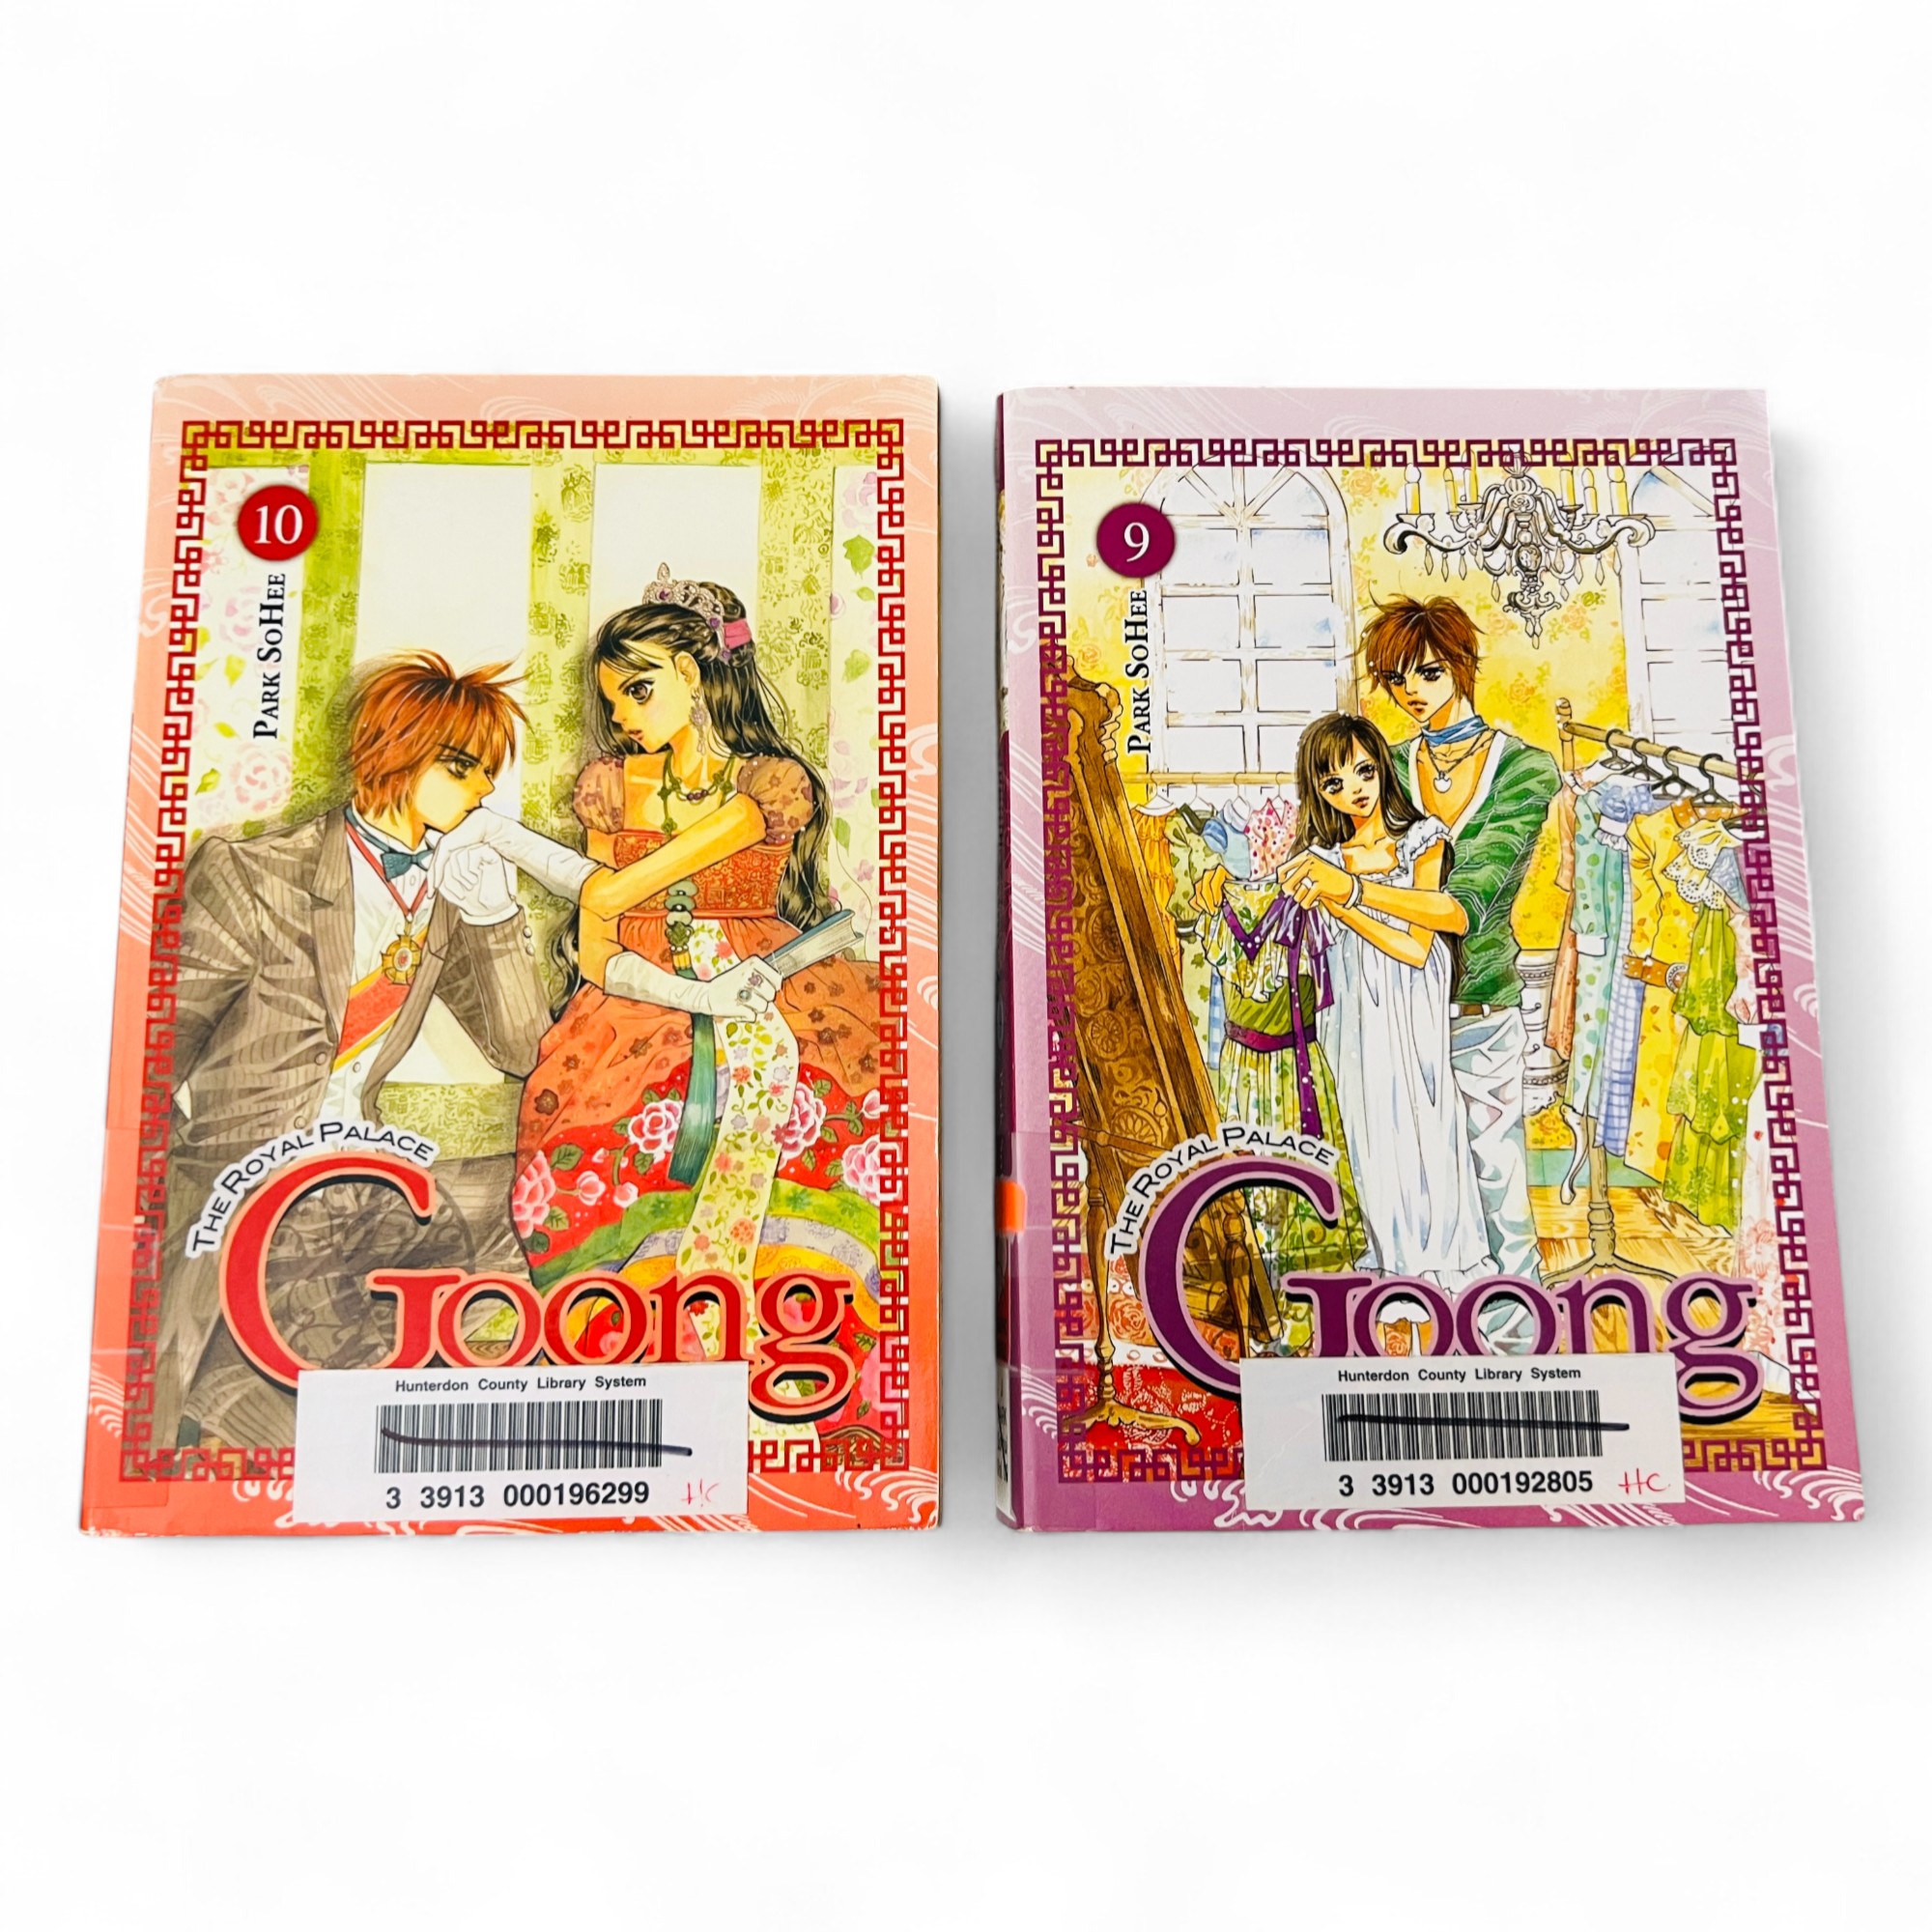 10
PARK SOHEE
THE ROYAL PALACE
Goong
Hunterdon County Library System
3 3913 000196299
HC
9
PARK SOHEE
THE ROYAL PALACE
Goong
Hunterdon County Library System
3 3913 000192805
HC